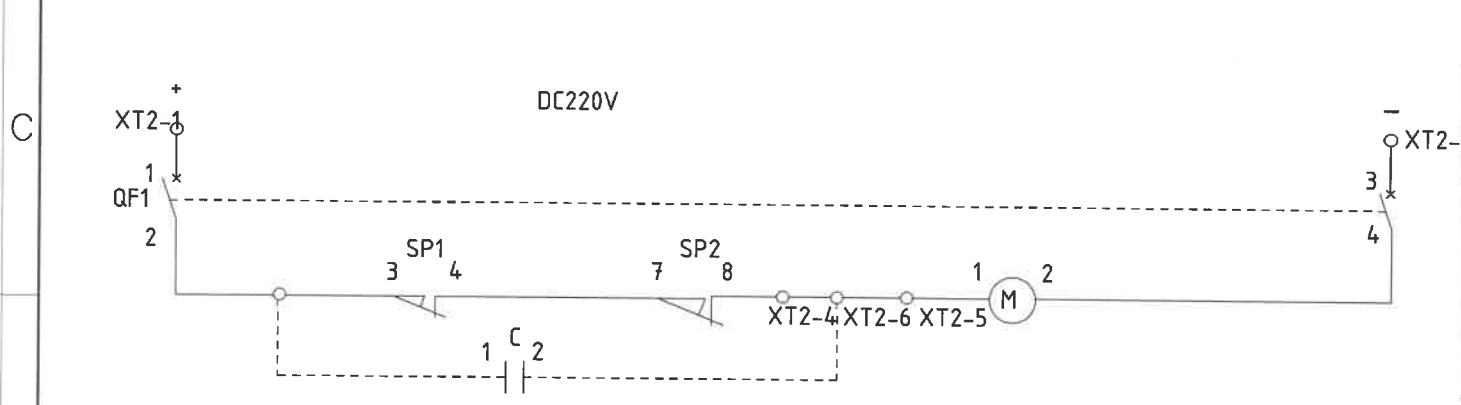 +
DC220V
XT2-1
C
XT2-
1
3
QF1
2
4
SP1
SP2
3 4
7 8
1 2
M
XT2-4 XT2-6 XT2-5
C
1 2